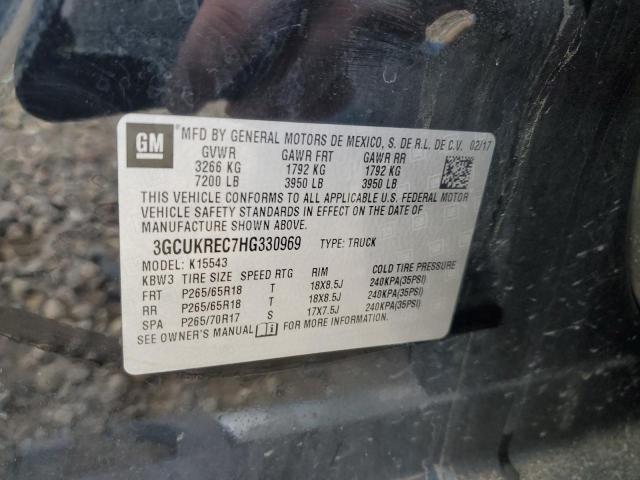 GM MFD BY GENERAL MOTORS DE MEXICO, S. DE R.L. DE C.V. 02/17
GVWR GAWR FRT GAWR RR
3266 KG 1792 KG 1792 KG
7200 LB 3950 LB 3950 LB
THIS VEHICLE CONFORMS TO ALL APPLICABLE U.S. FEDERAL MOTOR
VEHICLE SAFETY STANDARDS IN EFFECT ON THE DATE OF
MANUFACTURE SHOWN ABOVE.
3GCUKREC7HG330969 TYPE: TRUCK
MODEL: K15543
KBW3 TIRE SIZE SPEED RTG RIM COLD TIRE PRESSURE
FRT P265/65R18 T 18X8.5J 240KPA(35PSI)
RR P265/65R18 T 18X8.5J 240KPA(35PSI)
SPA P265/70R17 S 17X7.5J 240KPA(35PSI)
SEE OWNER'S MANUAL FOR MORE INFORMATION.